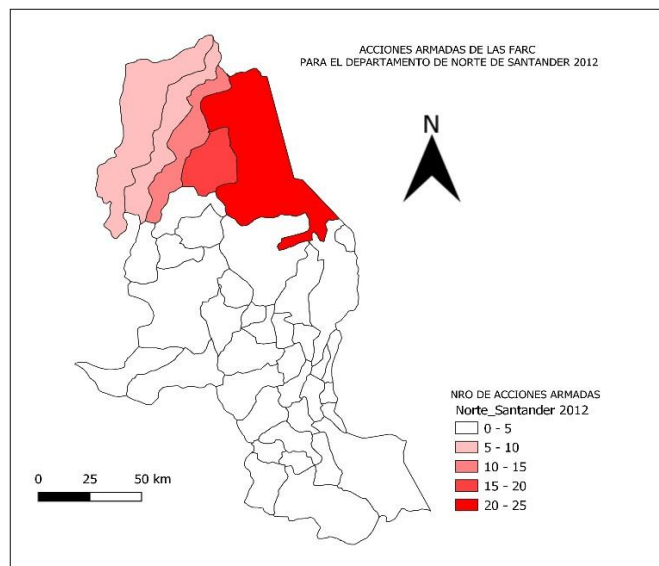 ACCIONES ARMADAS DE LAS FARC
PARA EL DEPARTAMENTO DE NORTE DE SANTANDER 2012
N
NRO DE ACCIONES ARMADAS
Norte_Santander 2012
0 - 5
5 - 10
10 - 15
15 - 20
20 - 25
0 25 50 km